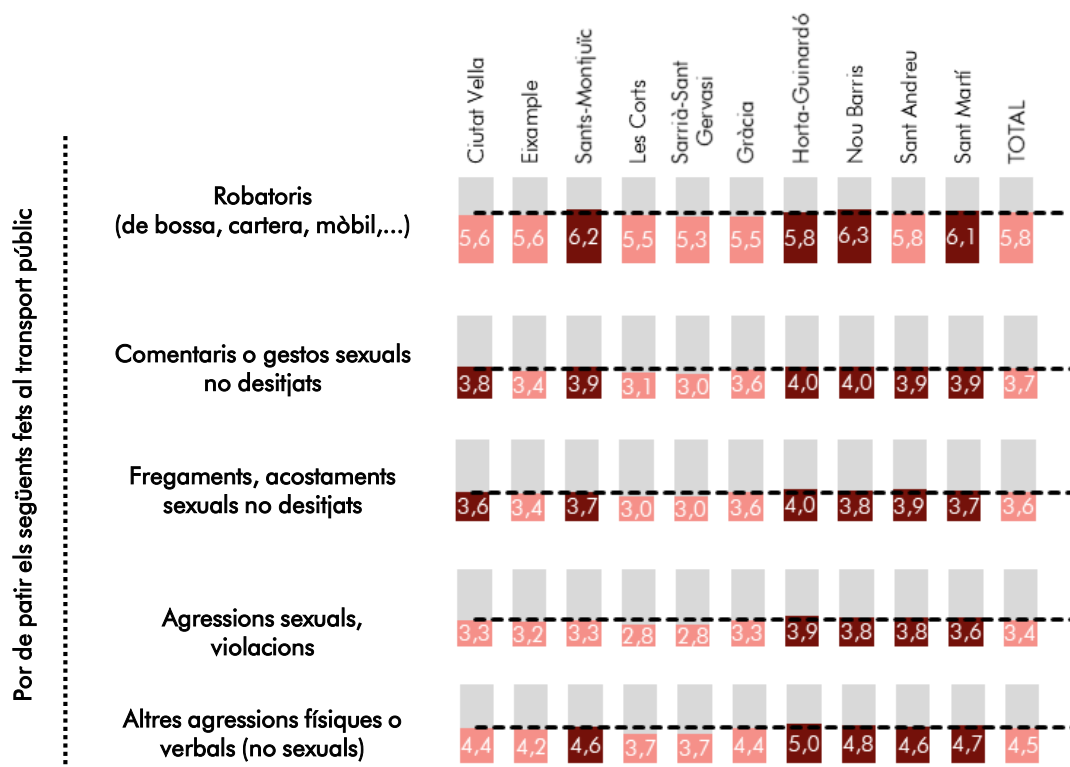 Ciutat Vella
Eixample
Sants-Montjuïc
Les Corts
Sarrià-Sant
Gervasi
Gràcia
Horta-Guinardó
Nou Barris
Sant Andreu
Sant Martí
TOTAL
Por de patir els següents fets al transport públic
Robatoris
(de bossa, cartera, mòbil,...)
5,6 5,6 6,2 5,5 5,3 5,5 5,8 6,3 5,8 6,1 5,8
Comentaris o gestos sexuals
no desitjats
3,8 3,4 3,9 3,1 3,0 3,6 4,0 4,0 3,9 3,9 3,7
Fregaments, acostaments
sexuals no desitjats
3,6 3,4 3,7 3,0 3,0 3,6 4,0 3,8 3,9 3,7 3,6
Agressions sexuals,
violacions
3,3 3,2 3,3 2,8 2,8 3,3 3,9 3,8 3,8 3,6 3,4
Altres agressions físiques o
verbals (no sexuals)
4,4 4,2 4,6 3,7 3,7 4,4 5,0 4,8 4,6 4,7 4,5